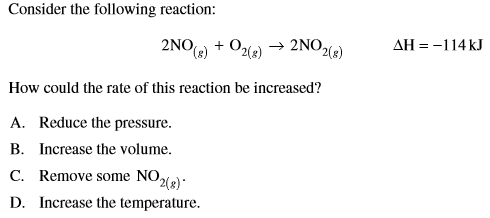 Consider the following reaction:
2NO(g) + O2(g) → 2NO2(g) ΔH = −114 kJ
How could the rate of this reaction be increased?
A. Reduce the pressure.
B. Increase the volume.
C. Remove some NO2(g).
D. Increase the temperature.